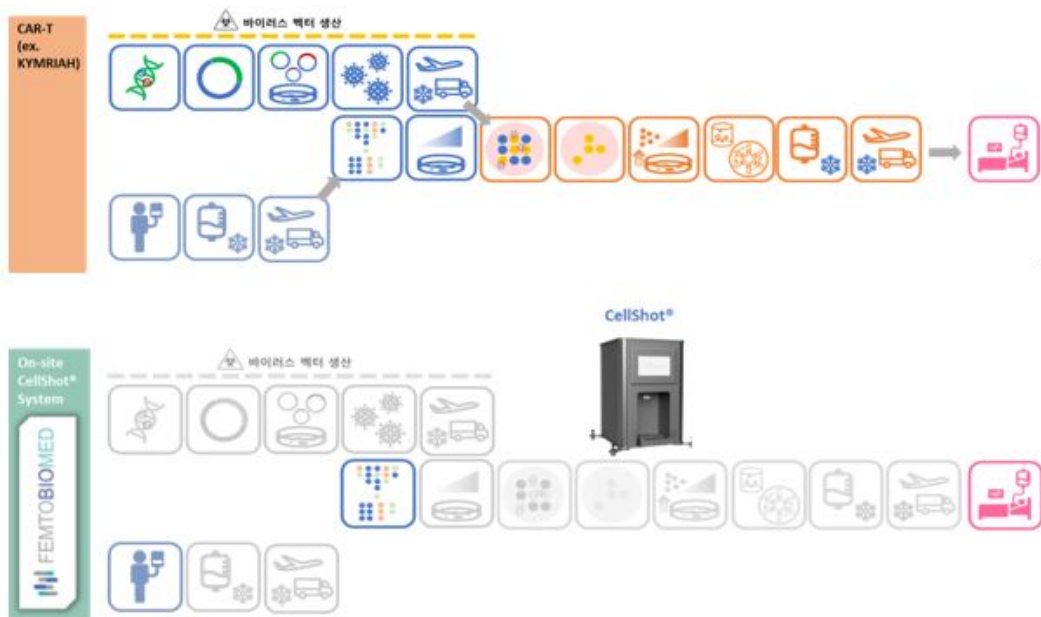 바이러스 벡터 생산
CAR-T
(ex.
KYMRIAH)
CellShot®
On-site
CellShot®
System
바이러스 벡터 생산
FEMTOBIOMED